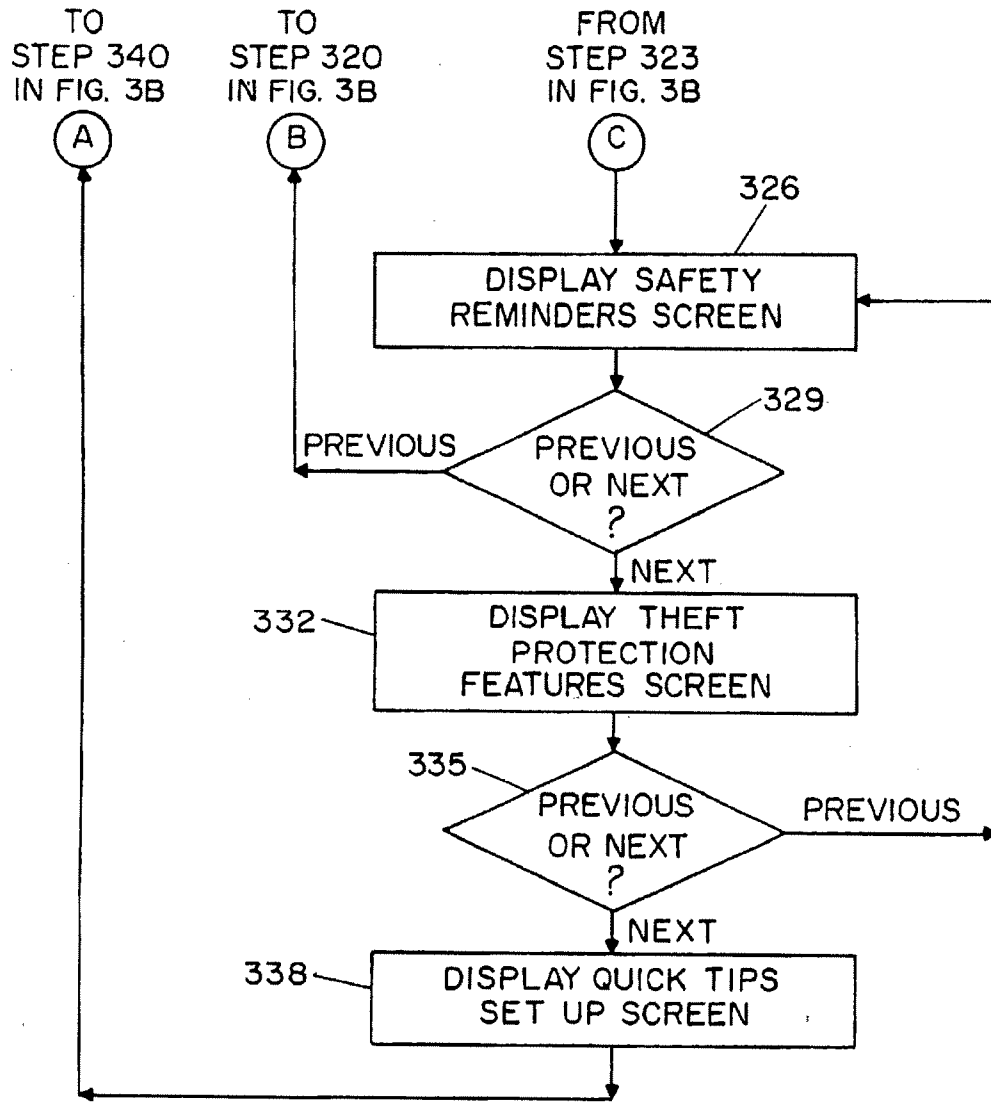 TO
STEP 340
IN FIG. 3B
TO
STEP 320
IN FIG. 3B
FROM
STEP 323
IN FIG. 3B
A
B
C
326
DISPLAY SAFETY
REMINDERS SCREEN
329
PREVIOUS
PREVIOUS
OR NEXT
?
NEXT
332
DISPLAY THEFT
PROTECTION
FEATURES SCREEN
335
PREVIOUS
OR NEXT
?
PREVIOUS
NEXT
338
DISPLAY QUICK TIPS
SET UP SCREEN